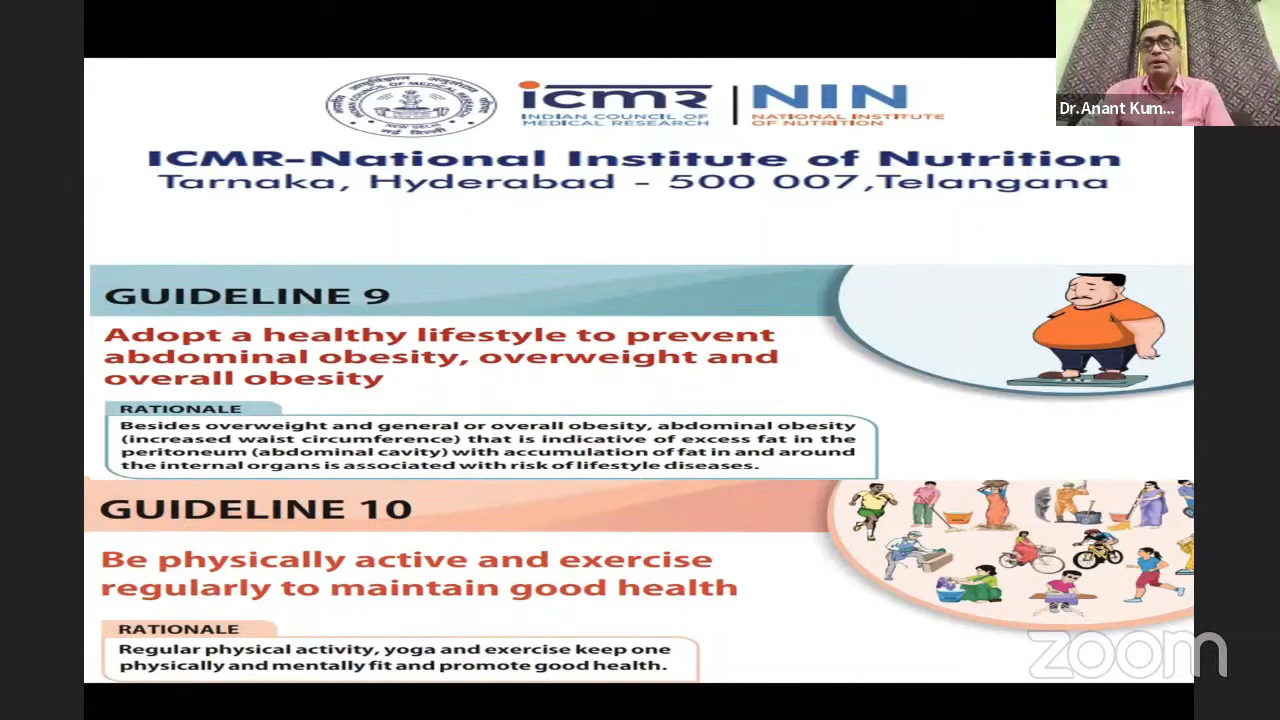 Dr.Anant Kum...
icmr
NIN
INDIAN COUNCIL OF
MEDICAL RESEARCH
NATIONAL INSTITUTE
OF NUTRITION
ICMR-National Institute of Nutrition
Tarnaka, Hyderabad - 500 007,Telangana
GUIDELINE 9
Adopt a healthy lifestyle to prevent
abdominal obesity, overweight and
overall obesity
RATIONALE
Besides overweight and general or overall obesity, abdominal obesity
(increased waist circumference) that is indicative of excess fat in the
peritoneum (abdominal cavity) with accumulation of fat in and around
the internal organs is associated with risk of lifestyle diseases.
GUIDELINE 10
Be physically active and exercise
regularly to maintain good health
RATIONALE
Regular physical activity, yoga and exercise keep one
physically and mentally fit and promote good health.
zoom